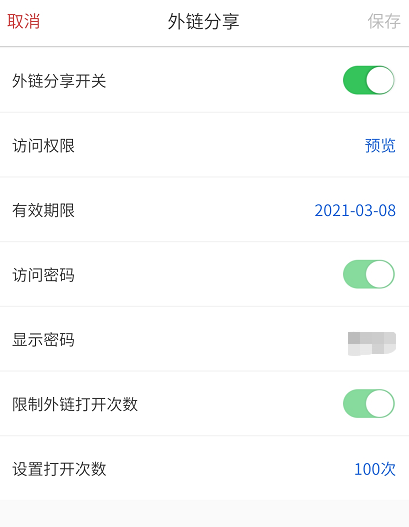 取消 外链分享 保存
外链分享开关
访问权限 预览
有效期限 2021-03-08
访问密码
显示密码
限制外链打开次数
设置打开次数 100次